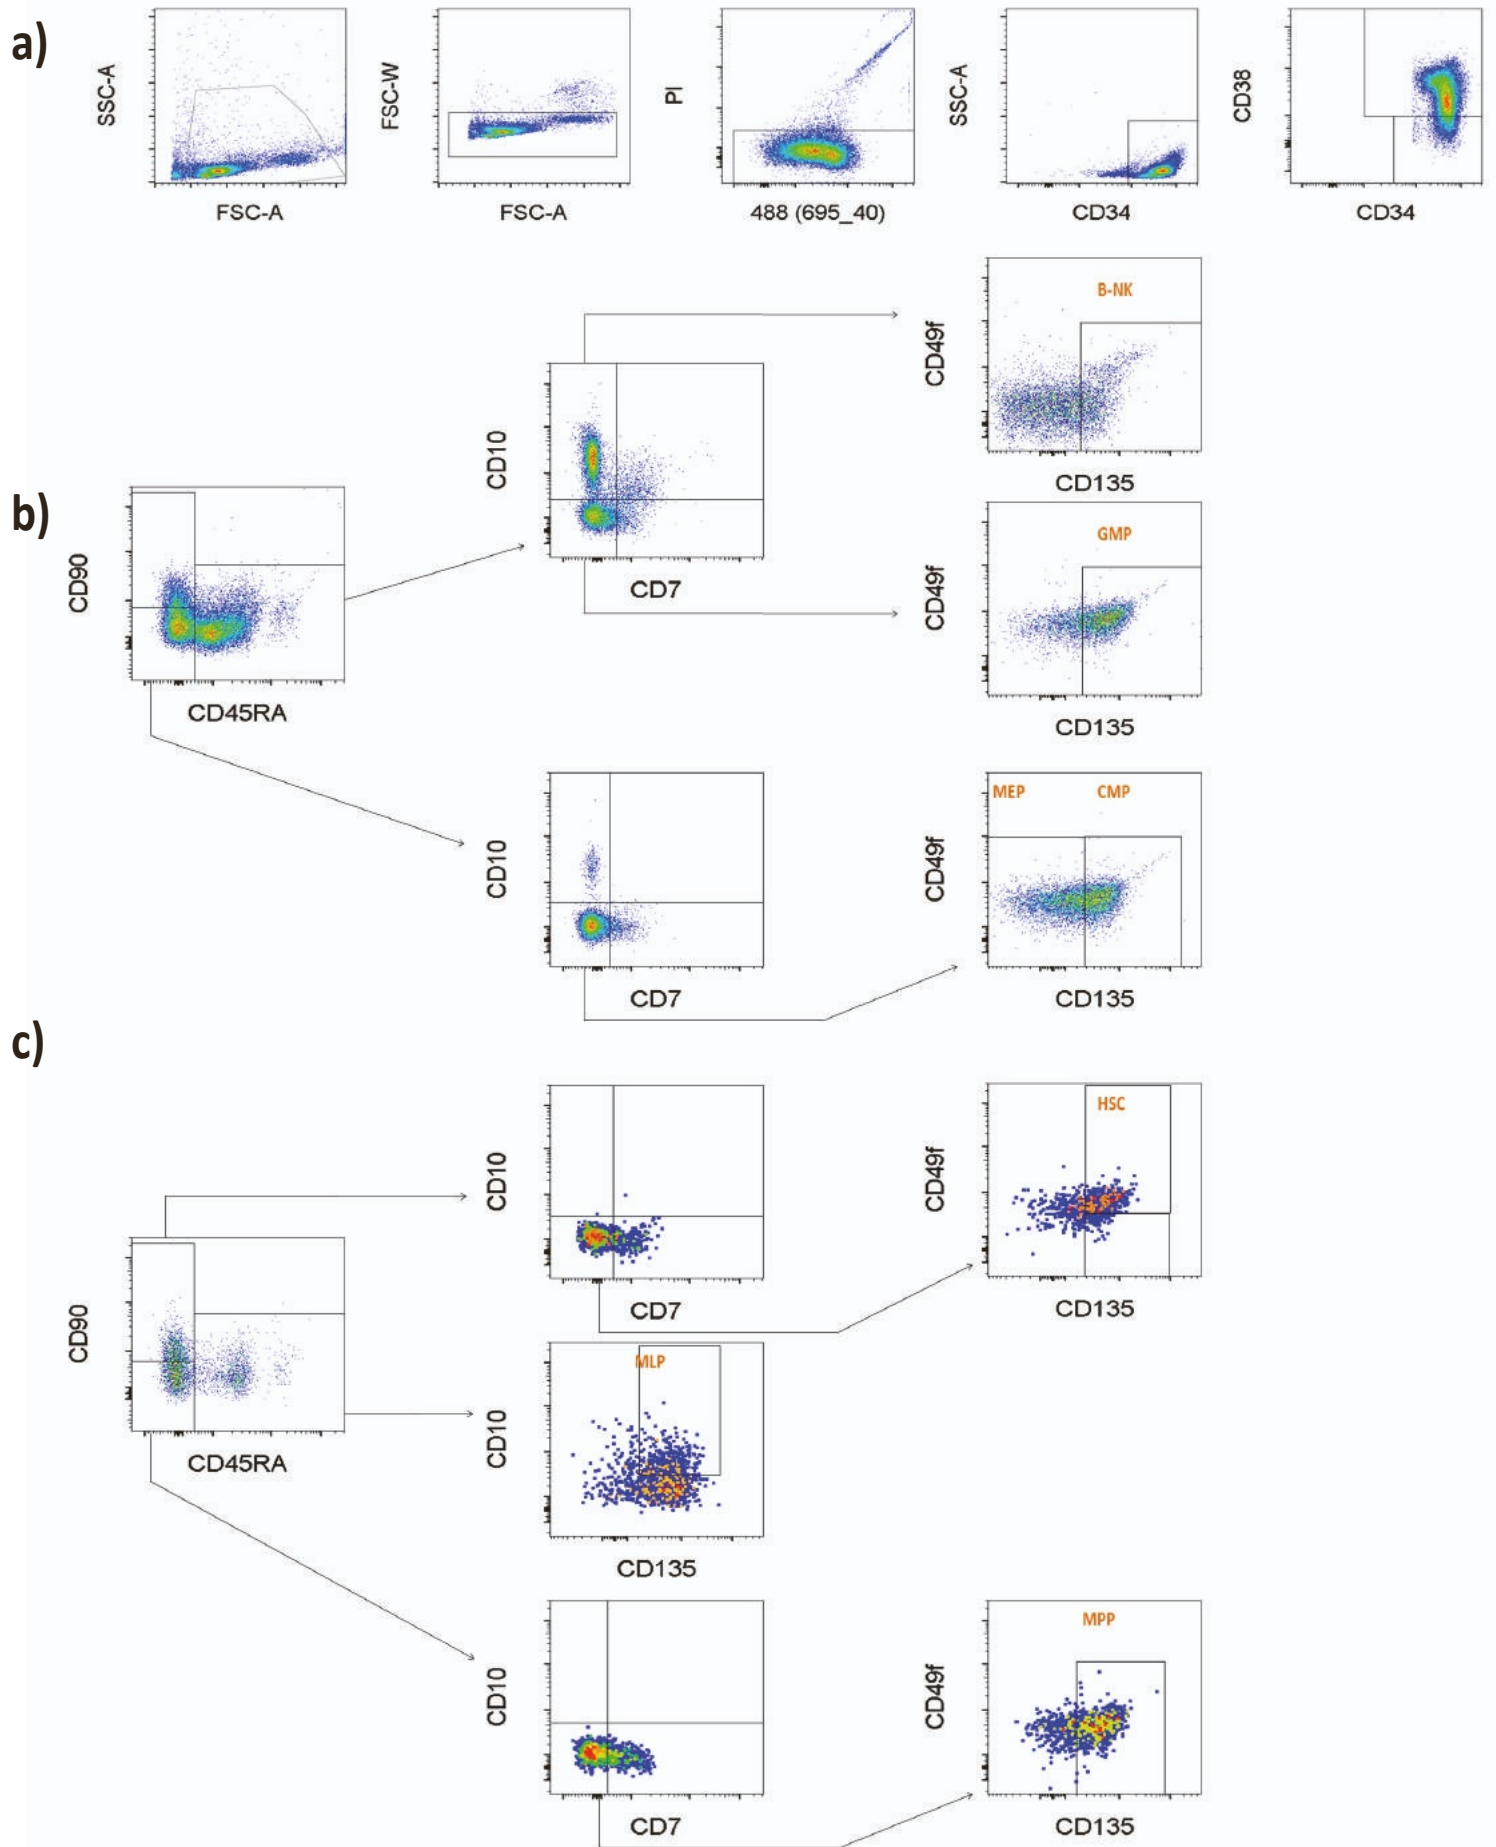 a)
SSC-A
FSC-A
FSC-W
FSC-A
PI
488 (695_40)
SSC-A
CD34
CD38
CD34
b)
CD90
CD45RA
CD10
CD7
CD49f
B-NK
CD135
CD49f
GMP
CD135
CD10
CD7
CD49f
MEP CMP
CD135
c)
CD90
CD45RA
CD10
CD7
CD49f
HSC
CD135
CD10
MLP
CD135
CD10
CD7
CD49f
MPP
CD135